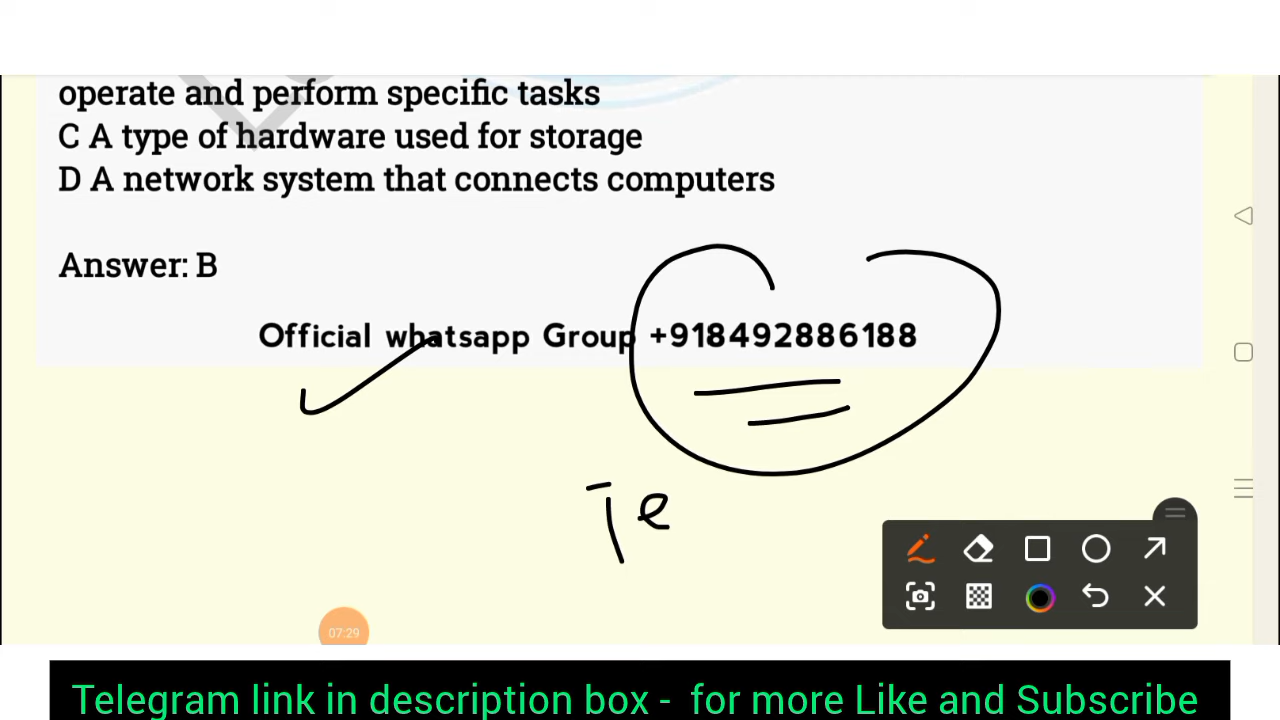 operate and perform specific tasks
C A type of hardware used for storage
D A network system that connects computers
Answer: B
Official whatsapp Group +918492886188
Te
07:29
Telegram link in description box - for more Like and Subscribe